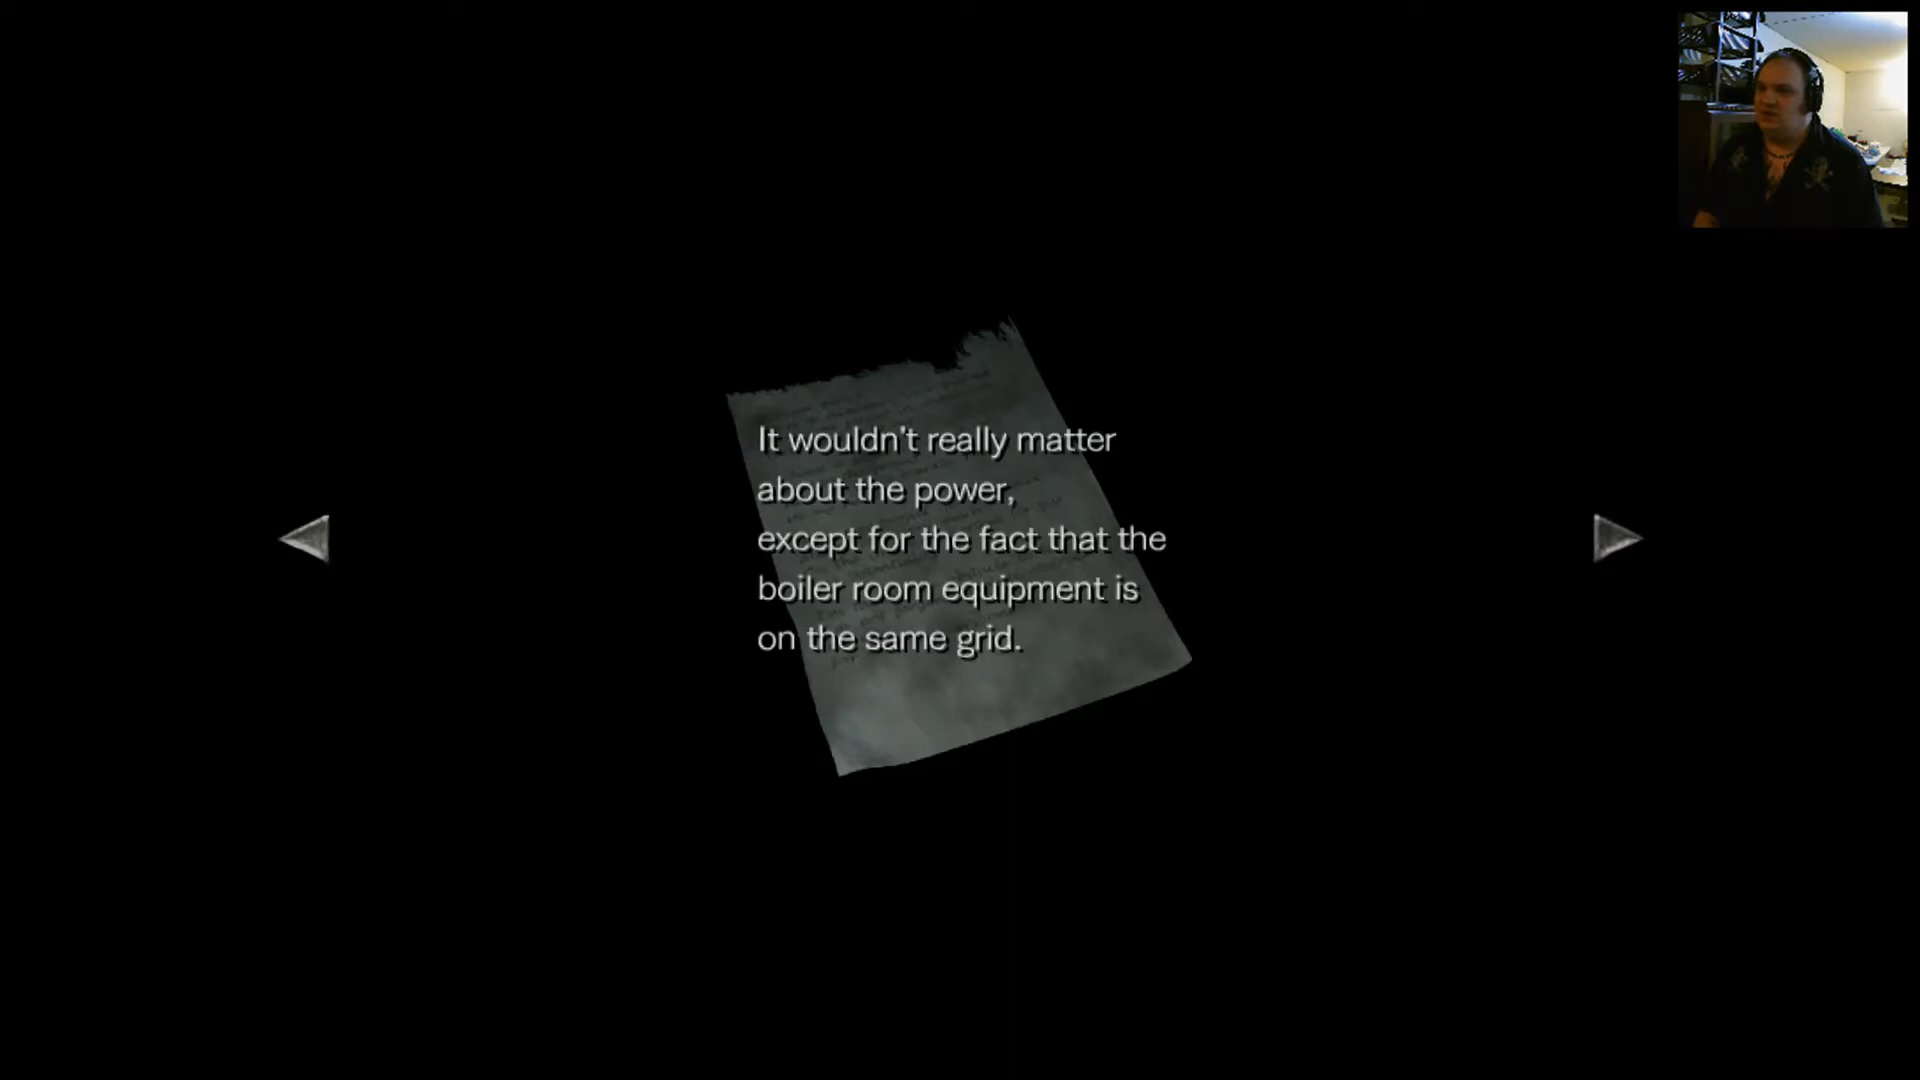 It wouldn't really matter
about the power,
except for the fact that the
boiler room equipment is
on the same grid.